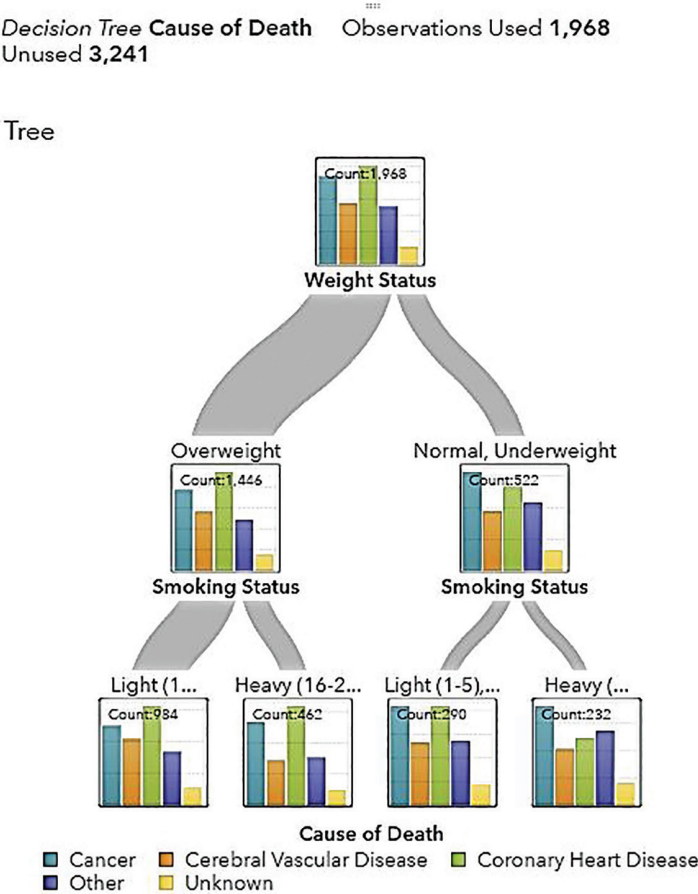 Decision Tree Cause of Death Observations Used 1,968
Unused 3,241
Tree
Count:1,968
Weight Status
Overweight Normal, Underweight
Count:1,446 Count:522
Smoking Status Smoking Status
Light (1... Heavy (16-2... Light (1-5),... Heavy (...
Count:984 Count:462 Count:290 Count:232
Cause of Death
Cancer Cerebral Vascular Disease Coronary Heart Disease
Other Unknown